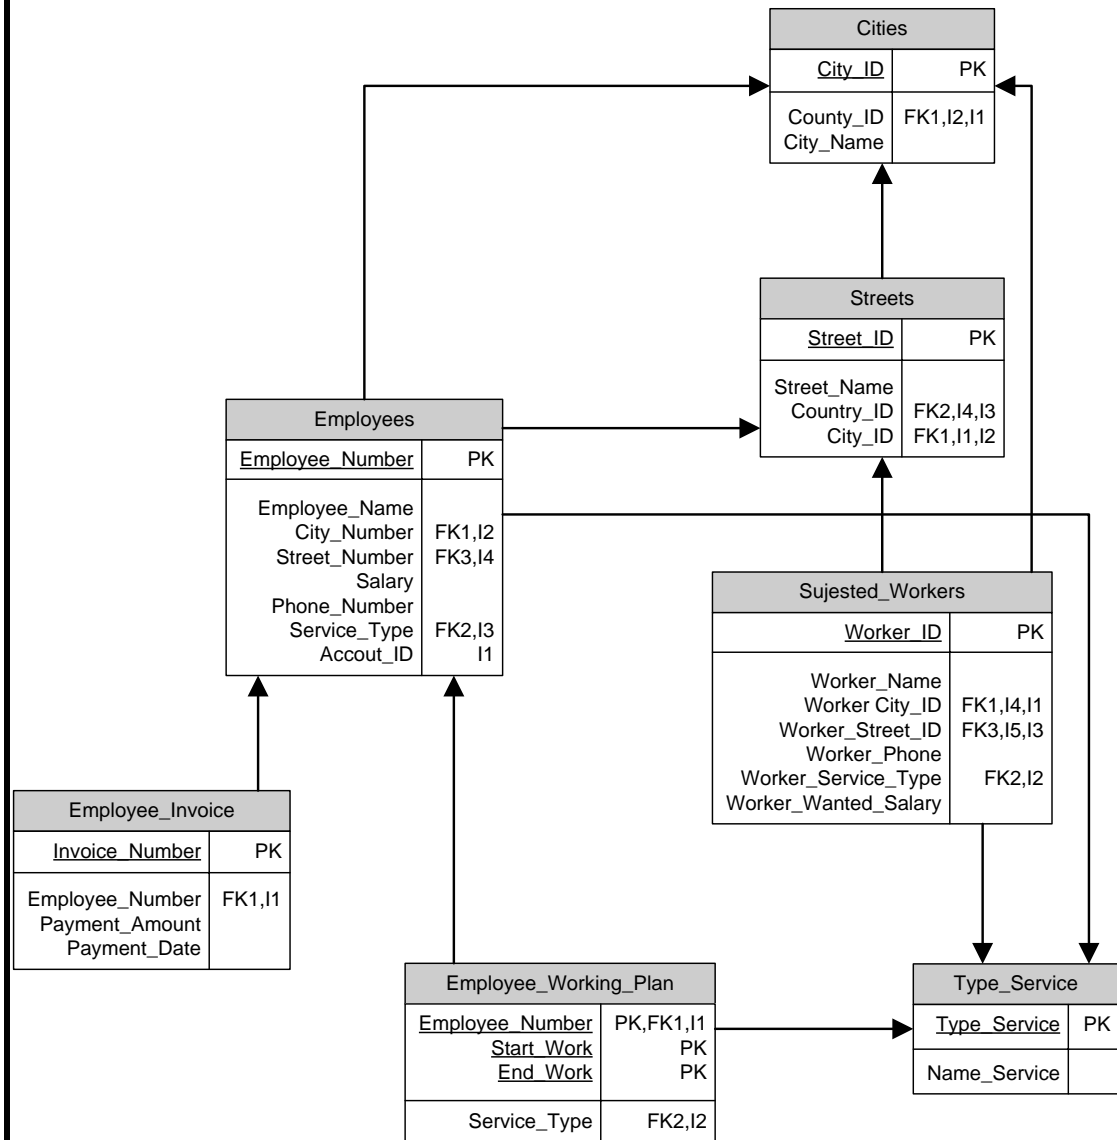 Cities
City_ID PK
County_ID FK1,I2,I1
City_Name
Streets
Street_ID PK
Street_Name
Country_ID FK2,I4,I3
City_ID FK1,I1,I2
Employees
Employee_Number PK
Employee_Name
City_Number FK1,I2
Street_Number FK3,I4
Salary
Phone_Number
Service_Type FK2,I3
Accout_ID I1
Sujested_Workers
Worker_ID PK
Worker_Name
Worker City_ID FK1,I4,I1
Worker_Street_ID FK3,I5,I3
Worker_Phone
Worker_Service_Type FK2,I2
Worker_Wanted_Salary
Employee_Invoice
Invoice_Number PK
Employee_Number FK1,I1
Payment_Amount
Payment_Date
Employee_Working_Plan
Employee_Number PK,FK1,I1
Start_Work PK
End_Work PK
Service_Type FK2,I2
Type_Service
Type_Service PK
Name_Service